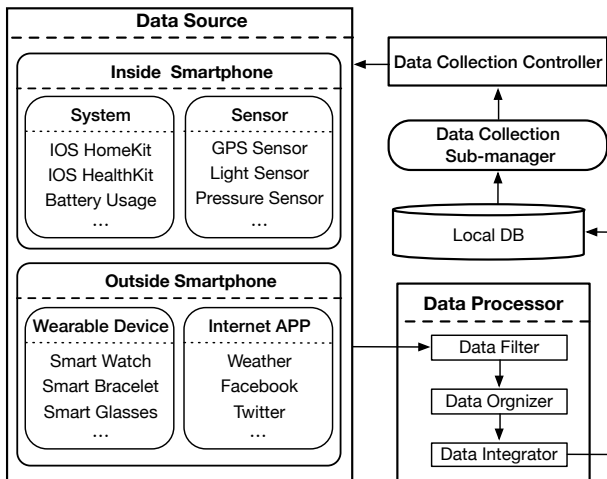 Data Source
Inside Smartphone
System
IOS HomeKit
IOS HealthKit
Battery Usage
...
Sensor
GPS Sensor
Light Sensor
Pressure Sensor
...
Outside Smartphone
Wearable Device
Smart Watch
Smart Bracelet
Smart Glasses
...
Internet APP
Weather
Facebook
Twitter
...
Data Collection Controller
Data Collection
Sub-manager
Local DB
Data Processor
Data Filter
Data Orgnizer
Data Integrator